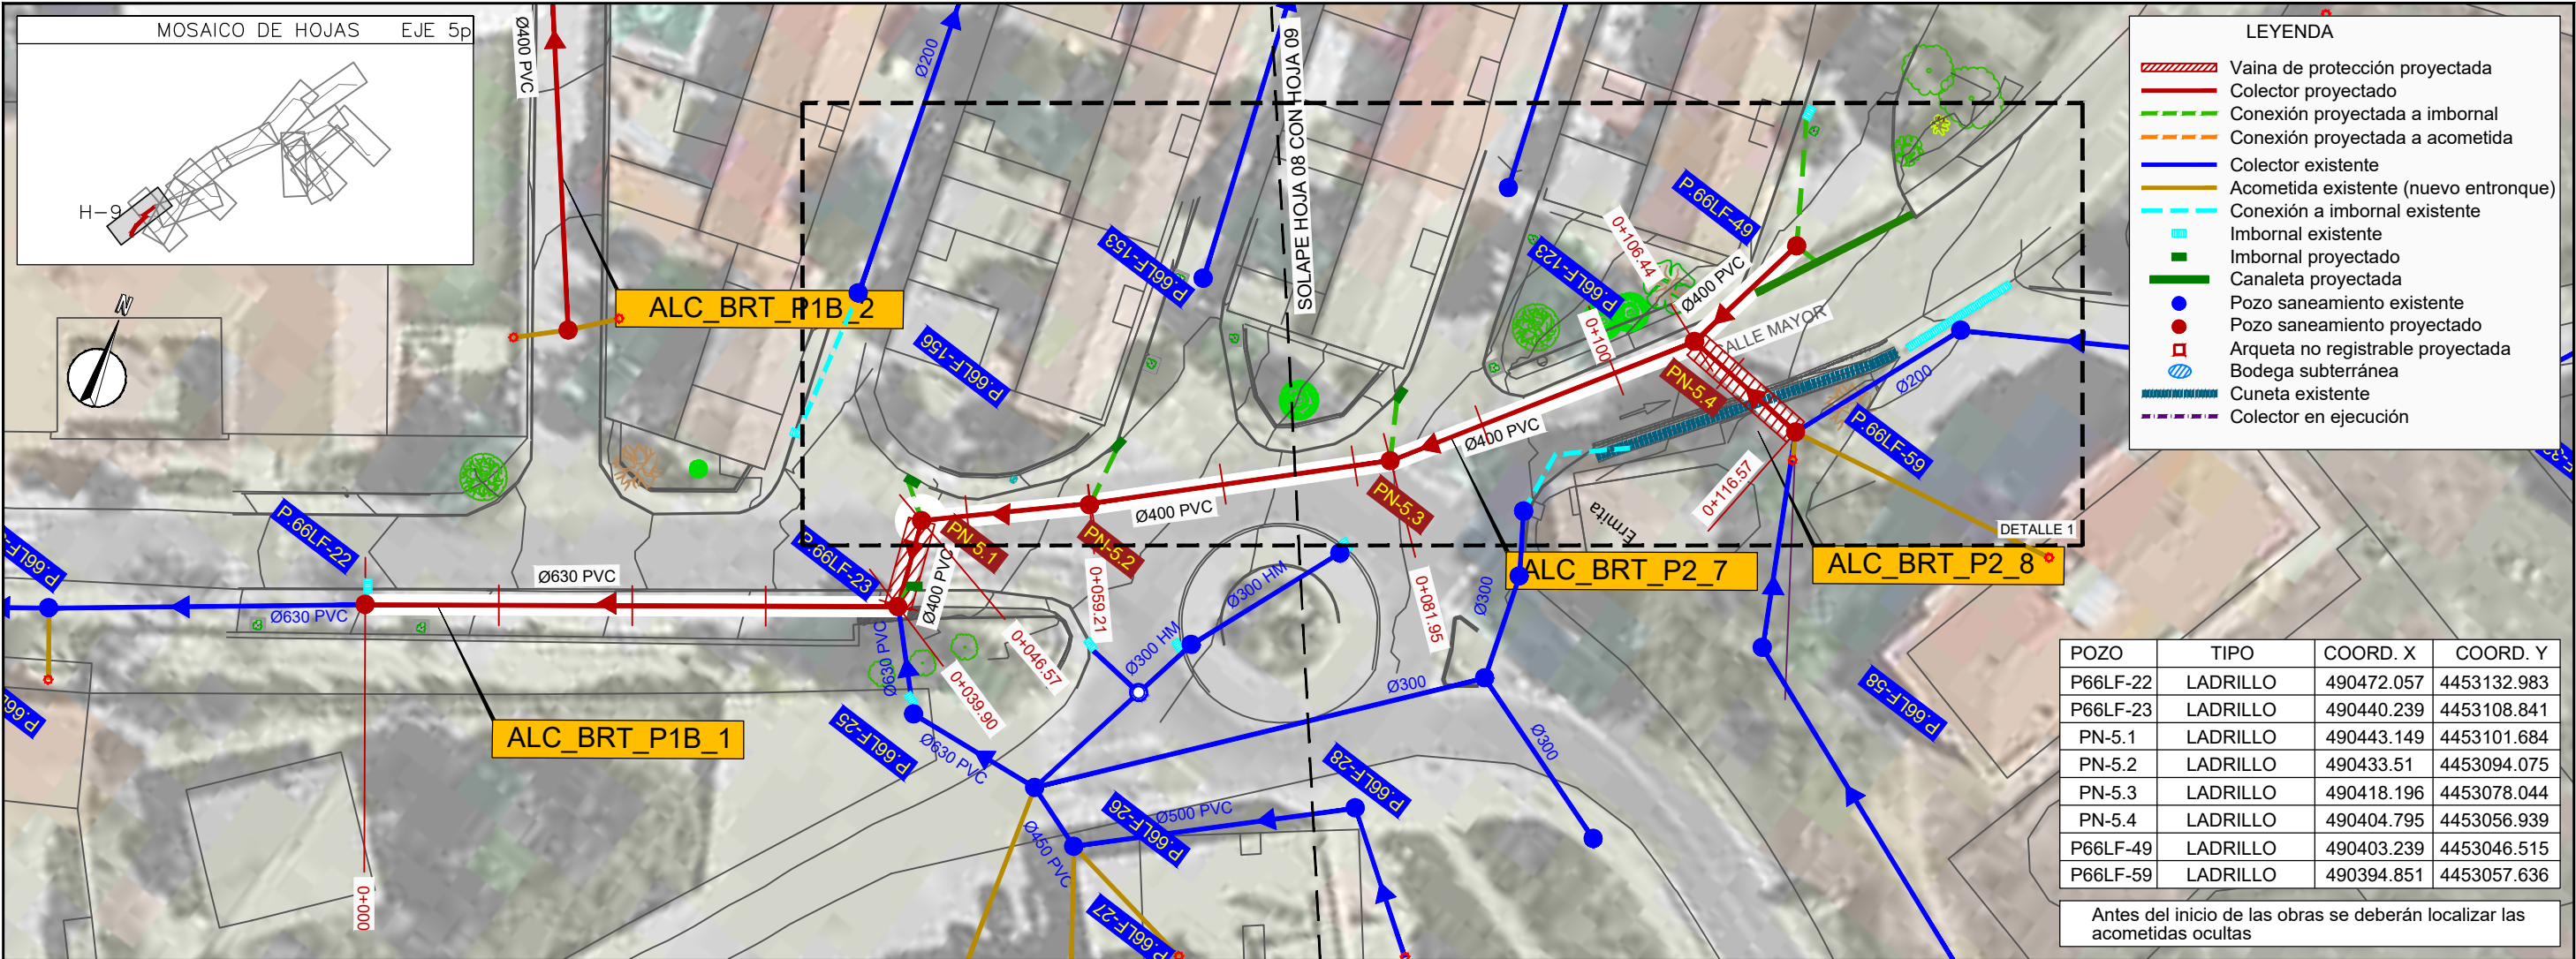 MOSAICO DE HOJAS EJE 5p
H-9
N
Ø400 PVC
Ø200
SOLAPE HOJA 08 CON HOJA 09
LEYENDA
Vaina de protección proyectada
Colector proyectado
Conexión proyectada a imbornal
Conexión proyectada a acometida
Colector existente
Acometida existente (nuevo entronque)
Conexión a imbornal existente
Imbornal existente
Imbornal proyectado
Canaleta proyectada
Pozo saneamiento existente
Pozo saneamiento proyectado
Arqueta no registrable proyectada
Bodega subterránea
Cuneta existente
Colector en ejecución
ALC_BRT_P1B_2
P.66LF-156
P.66LF-153
P.66LF-123
P.66LF-49
0+106.44
0+100
Ø400 PVC
CALLE MAYOR
PN-5.4
Ø200
P.66LF-59
0+116.57
DETALLE 1
Ø400 PVC
PN-5.3
Ø400 PVC
PN-5.2
PN-5.1
Ermita
P.66LF-22
P.66LF-23
Ø630 PVC
Ø630 PVC
Ø400 PVC
Ø630 PVC
0+059.21
0+046.57
0+039.90
0+081.95
Ø300 HM
Ø300 HM
Ø300
Ø300
Ø300
ALC_BRT_P2_7
ALC_BRT_P2_8
ALC_BRT_P1B_1
P.66LF-25
Ø630 PVC
P.66LF-26
Ø500 PVC
P.66LF-28
Ø450 PVC
P.66LF-27
P.66LF-58
0+000
POZO TIPO COORD. X COORD. Y
P66LF-22 LADRILLO 490472.057 4453132.983
P66LF-23 LADRILLO 490440.239 4453108.841
PN-5.1 LADRILLO 490443.149 4453101.684
PN-5.2 LADRILLO 490433.51 4453094.075
PN-5.3 LADRILLO 490418.196 4453078.044
PN-5.4 LADRILLO 490404.795 4453056.939
P66LF-49 LADRILLO 490403.239 4453046.515
P66LF-59 LADRILLO 490394.851 4453057.636
Antes del inicio de las obras se deberán localizar las
acometidas ocultas